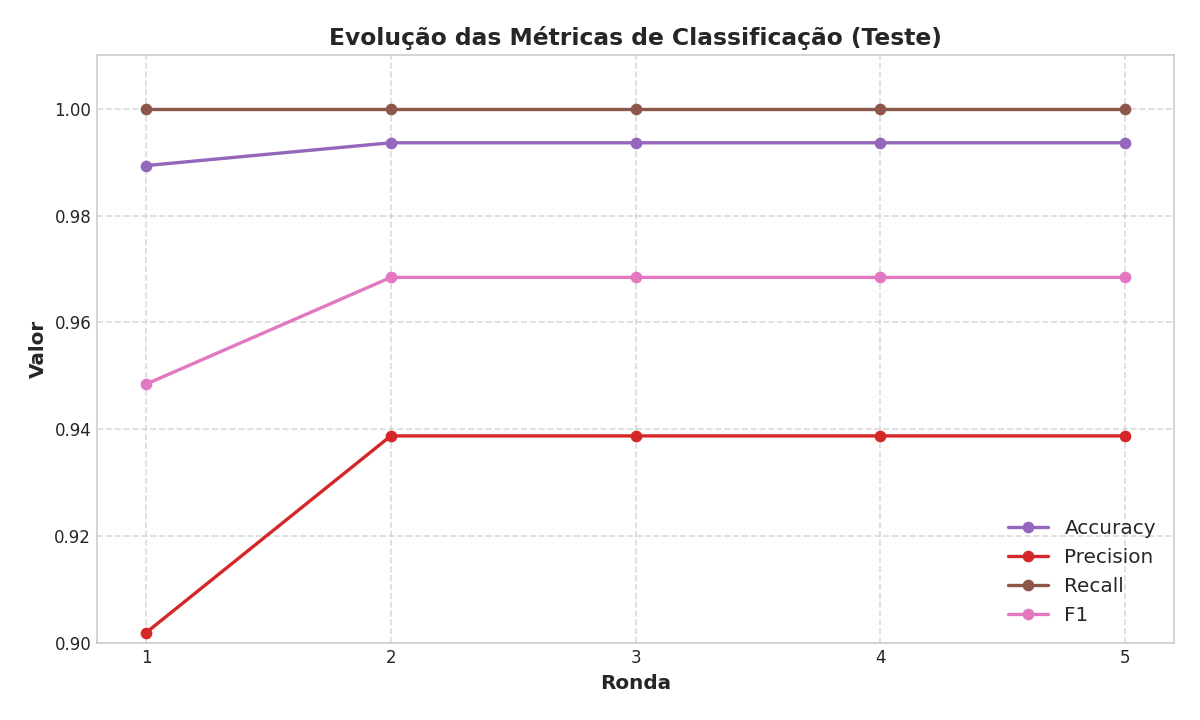 Evolução das Métricas de Classificação (Teste)
Valor
1.00
0.98
0.96
0.94
0.92
0.90
1 2 3 4 5
Ronda
Accuracy
Precision
Recall
F1